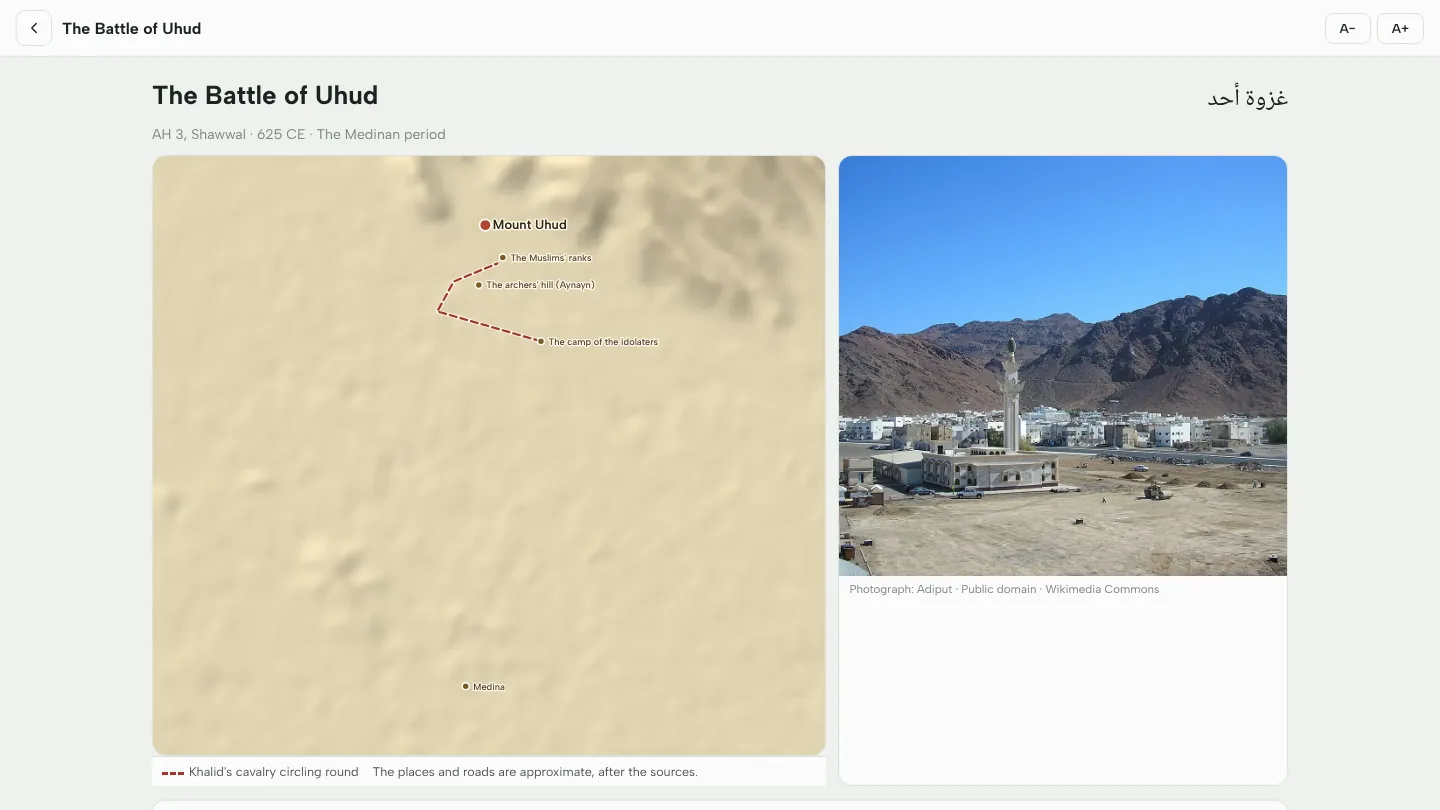 The Battle of Uhud
A-
A+
The Battle of Uhud
غزوة أحد
AH 3, Shawwal · 625 CE · The Medinan period
Mount Uhud
The Muslims' ranks
The archers' hill (Aynayn)
The camp of the idolaters
Medina
Khalid's cavalry circling round
The places and roads are approximate, after the sources.
Photograph: Adiput · Public domain · Wikimedia Commons